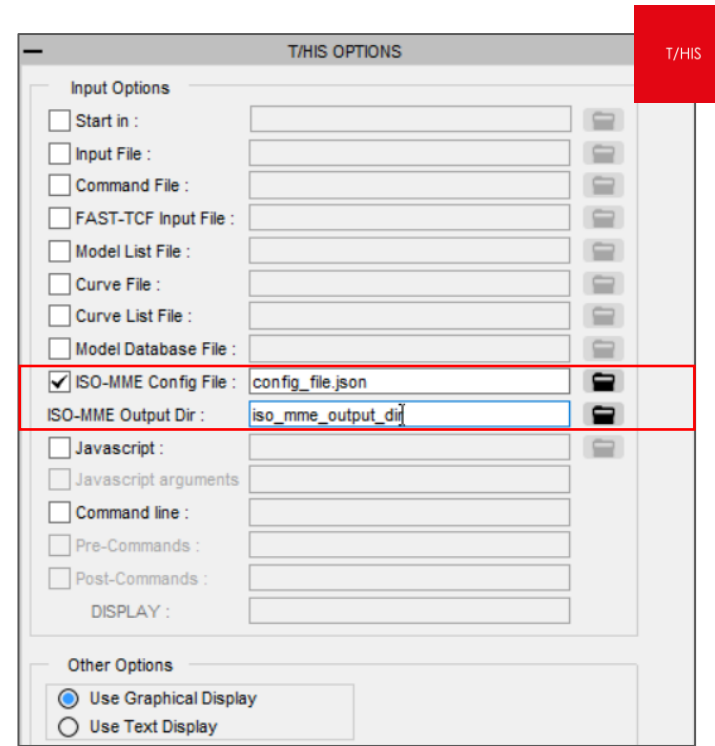 T/HIS OPTIONS
T/HIS
Input Options
Start in :
Input File :
Command File :
FAST-TCF Input File :
Model List File :
Curve File :
Curve List File :
Model Database File :
ISO-MME Config File : config_file.json
ISO-MME Output Dir : iso_mme_output_dir
Javascript :
Javascript arguments
Command line :
Pre-Commands :
Post-Commands :
DISPLAY :
Other Options
Use Graphical Display
Use Text Display